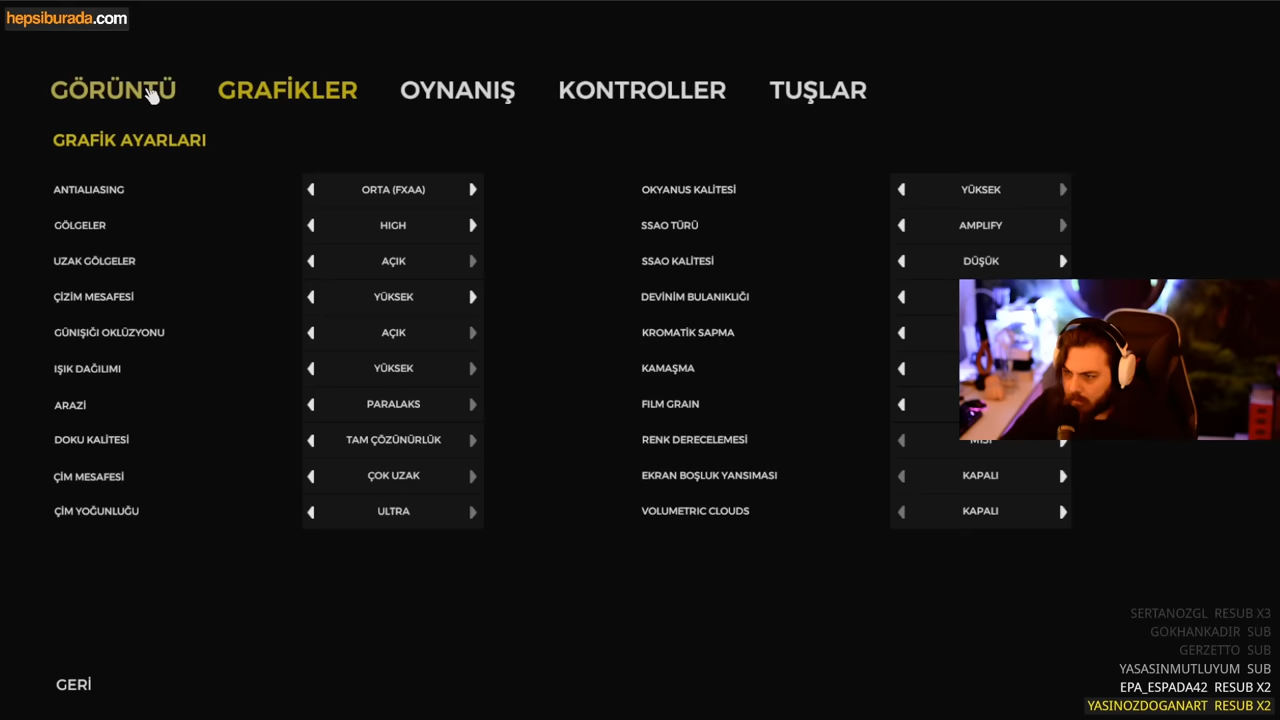 hepsiburada.com
GÖRÜNTÜ GRAFİKLER OYNANIŞ KONTROLLER TUŞLAR
GRAFİK AYARLARI
ANTIALIASING ORTA (FXAA)
GÖLGELER HIGH
UZAK GÖLGELER AÇIK
ÇİZİM MESAFESİ YÜKSEK
GÜNIŞIĞI OKLÜZYONU AÇIK
IŞIK DAĞILIMI YÜKSEK
ARAZİ PARALAKS
DOKU KALİTESİ TAM ÇÖZÜNÜRLÜK
ÇİM MESAFESİ ÇOK UZAK
ÇİM YOĞUNLUĞU ULTRA
OKYANUS KALİTESİ YÜKSEK
SSAO TÜRÜ AMPLIFY
SSAO KALİTESİ DÜŞÜK
DEVİNİM BULANIKLIĞI
KROMATİK SAPMA
KAMAŞMA
FILM GRAIN
RENK DERECELEMESİ
EKRAN BOŞLUK YANSIMASI KAPALI
VOLUMETRIC CLOUDS KAPALI
GERİ
SERTANOZGL RESUB X3
GOKHANKADIR SUB
GERZETTO SUB
YASASINMUTLUYUM SUB
EPA_ESPADA42 RESUB X2
YASINOZDOGANART RESUB X2